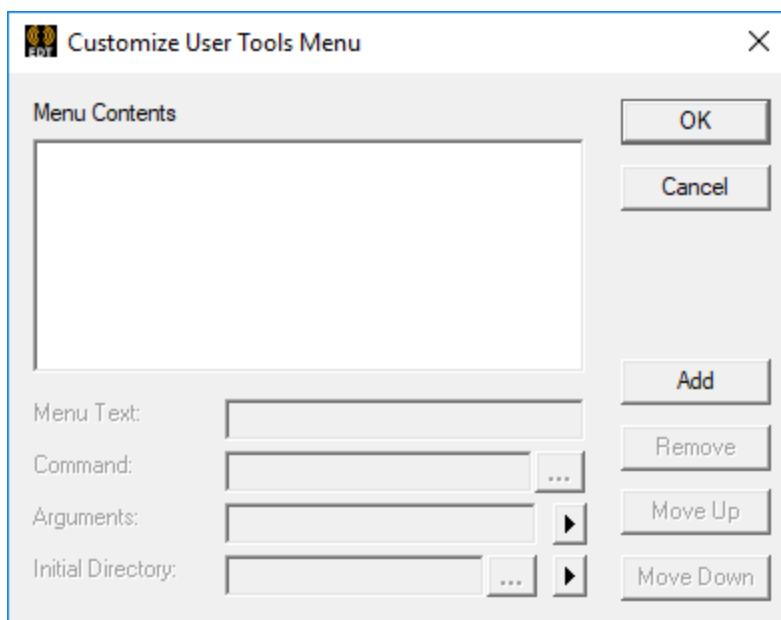 EDT Customize User Tools Menu
Menu Contents
OK
Cancel
Add
Menu Text:
Remove
Command:
...
Arguments:
Move Up
Initial Directory:
...
Move Down